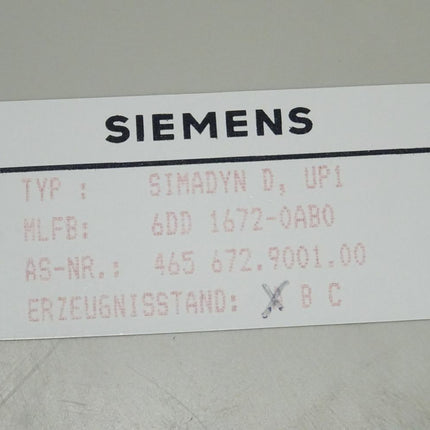 SIEMENS
TYP : SIMADYN D, UP1
MLFB: 6DD 1672-0AB0
AS-NR.: 465 672.9001.00
ERZEUGNISSTAND: X B C